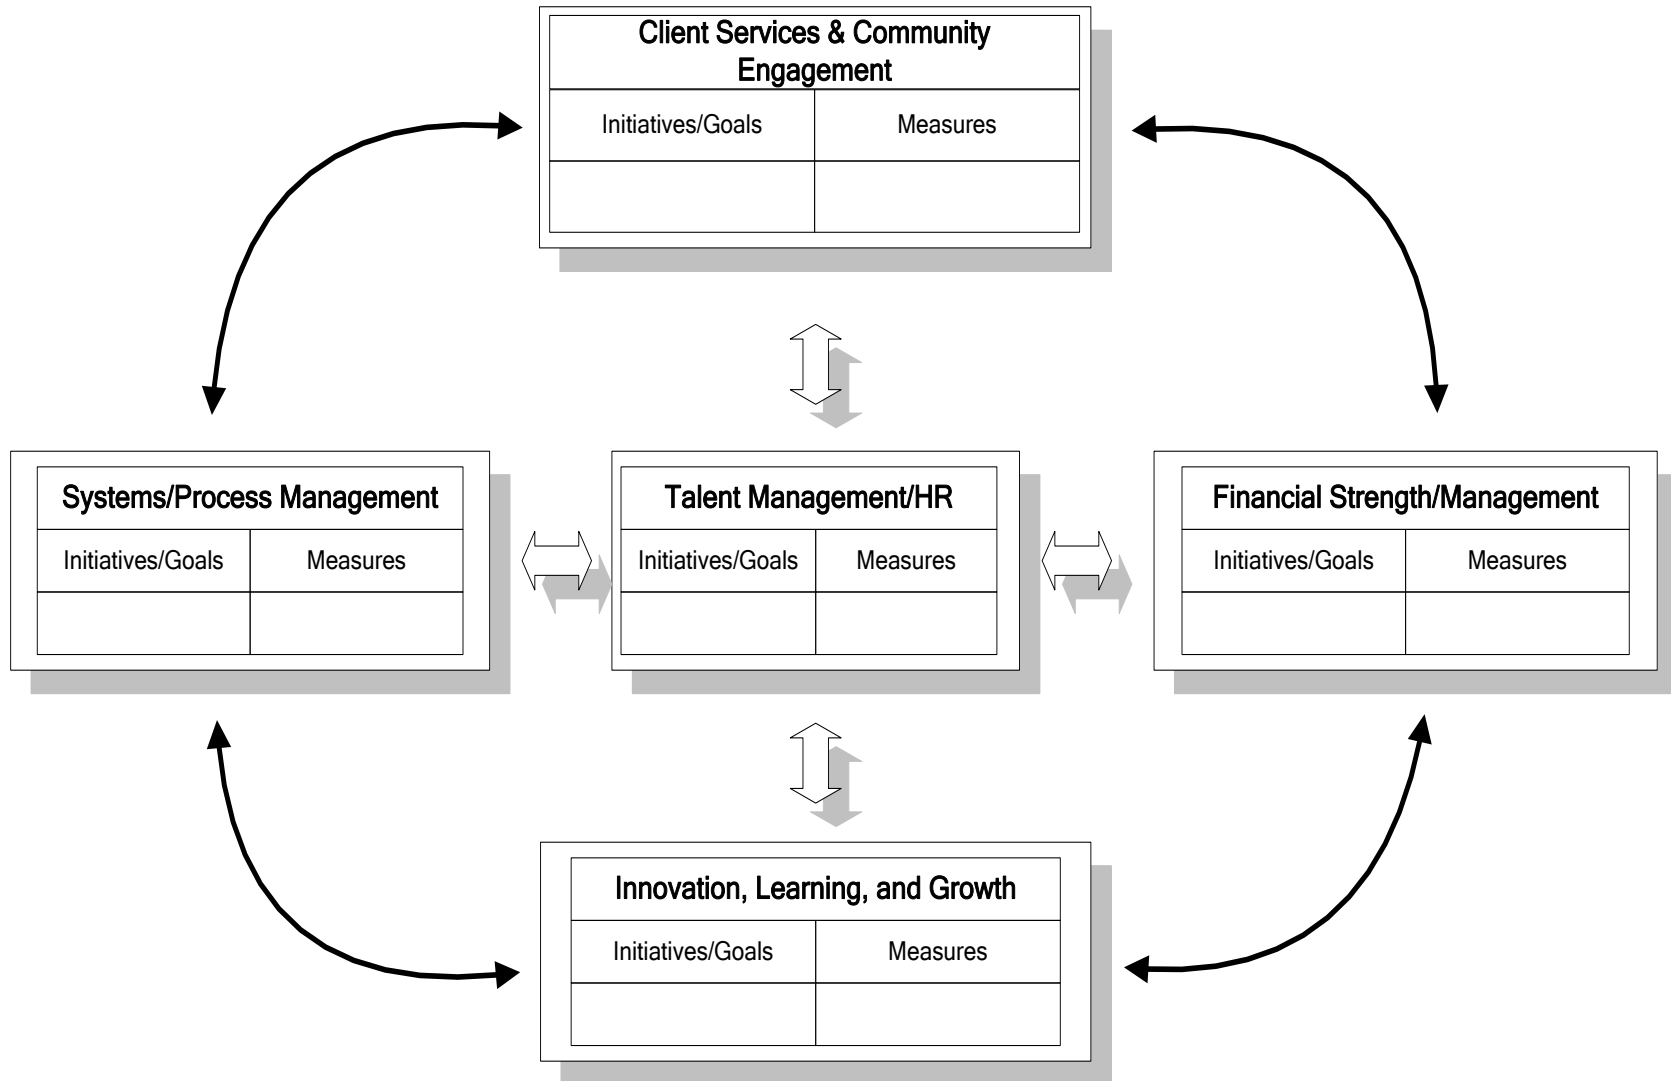 Client Services & Community
Engagement
Initiatives/Goals Measures
Systems/Process Management
Initiatives/Goals Measures
Talent Management/HR
Initiatives/Goals Measures
Financial Strength/Management
Initiatives/Goals Measures
Innovation, Learning, and Growth
Initiatives/Goals Measures